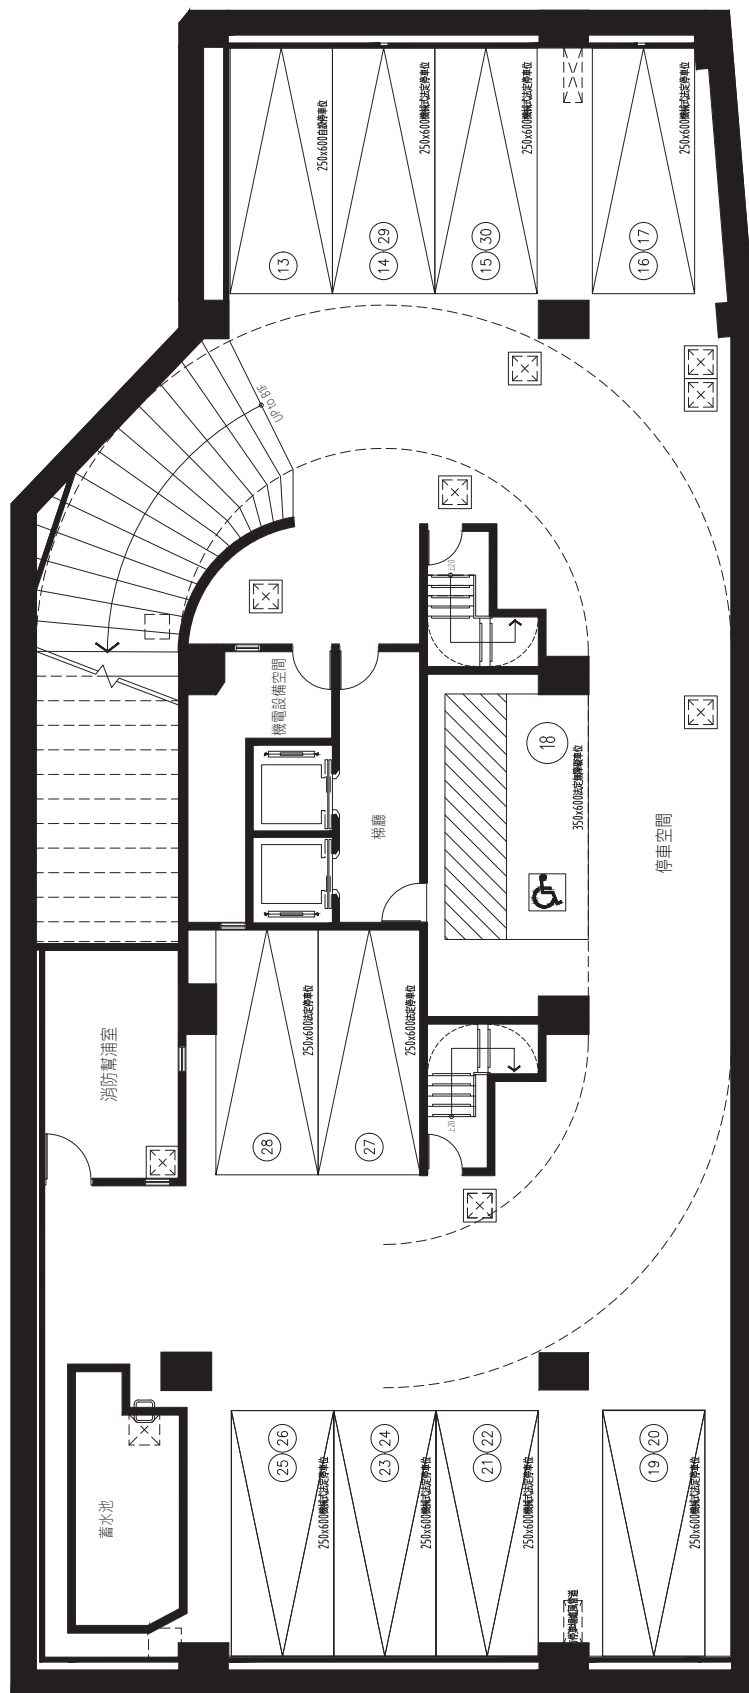 250x600自設停車位
13
250x600機械式法定停車位
14 29
250x600機械式法定停車位
15 30
250x600機械式法定停車位
16 17
UP to B1F
上20
機電設備空間
18
350x600法定無障礙車位
梯廳
停車空間
消防幫浦室
250x600法定停車位
28
250x600法定停車位
27
上20
蓄水池
25 26
250x600機械式法定停車位
23 24
250x600機械式法定停車位
21 22
250x600機械式法定停車位
19 20
250x600機械式法定停車位